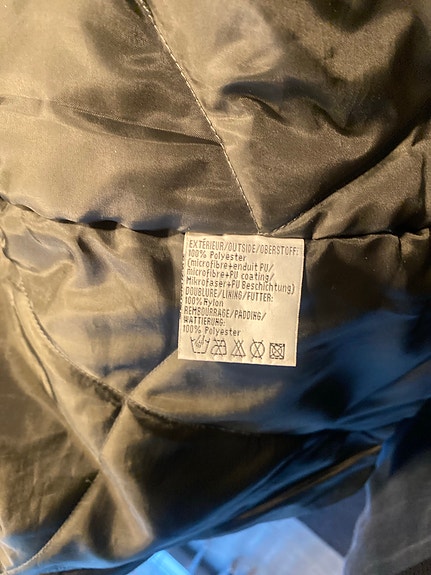 EXTÉRIEUR/OUTSIDE/OBERSTOFF:
100% Polyester
(microfibre+enduit PU/
microfibre+PU coating/
Mikrofaser+PU Beschichtung)
DOUBLURE/LINING/FUTTER:
100% Nylon
REMBOURRAGE/PADDING/
WATTIERUNG:
100% Polyester